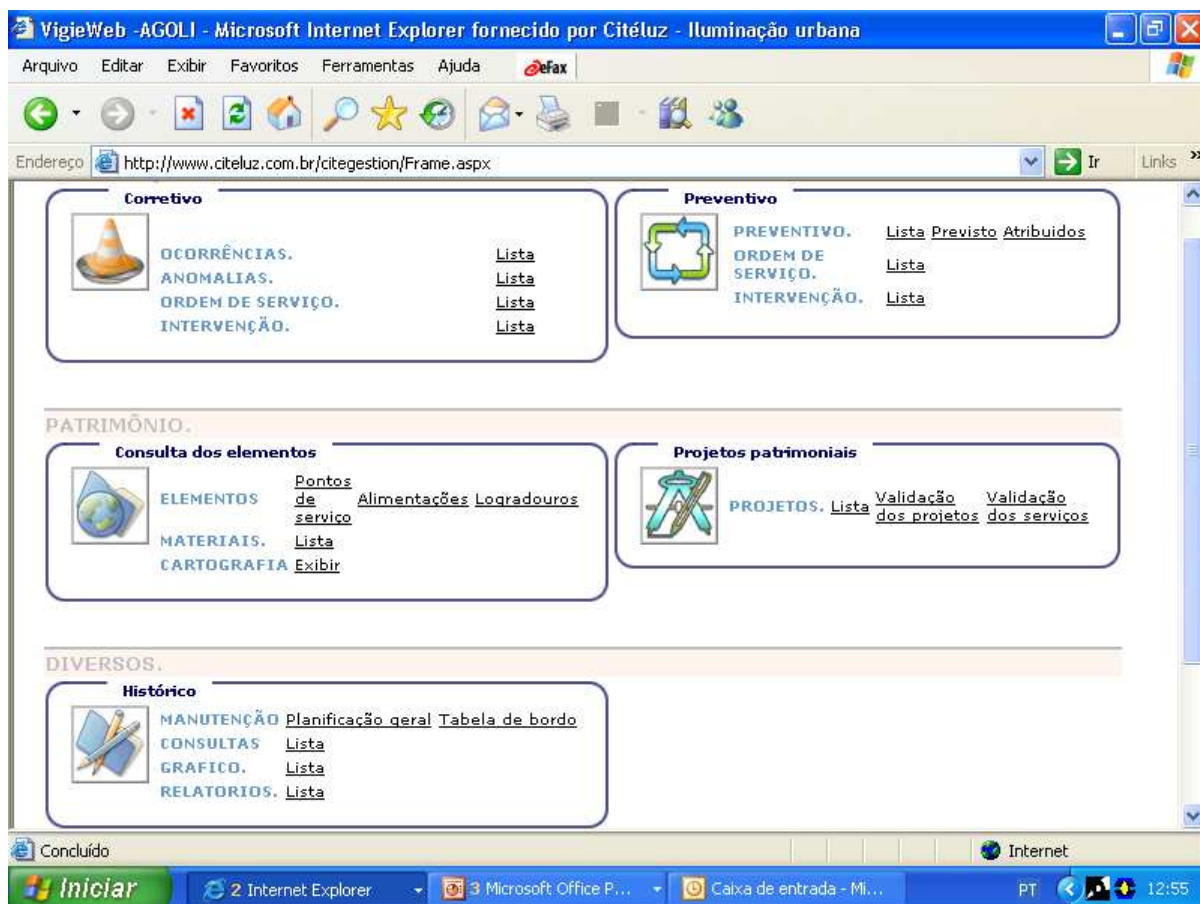 VigieWeb -AGOLI - Microsoft Internet Explorer fornecido por Citéluz - Iluminação urbana
Arquivo Editar Exibir Favoritos Ferramentas Ajuda eFax
Endereço http://www.citeluz.com.br/citegestion/Frame.aspx Ir Links »
Corretivo
OCORRÊNCIAS. Lista
ANOMALIAS. Lista
ORDEM DE SERVIÇO. Lista
INTERVENÇÃO. Lista
Preventivo
PREVENTIVO. Lista Previsto Atribuidos
ORDEM DE
SERVIÇO. Lista
INTERVENÇÃO. Lista
PATRIMÔNIO.
Consulta dos elementos
ELEMENTOS Pontos
de
serviço Alimentações Logradouros
MATERIAIS. Lista
CARTOGRAFIA Exibir
Projetos patrimoniais
PROJETOS. Lista Validação
dos projetos Validação
dos serviços
DIVERSOS.
Histórico
MANUTENÇÃO Planificação geral Tabela de bordo
CONSULTAS Lista
GRAFICO. Lista
RELATORIOS. Lista
Concluído Internet
Iniciar 2 Internet Explorer 3 Microsoft Office P... Caixa de entrada - Mi... PT 12:55